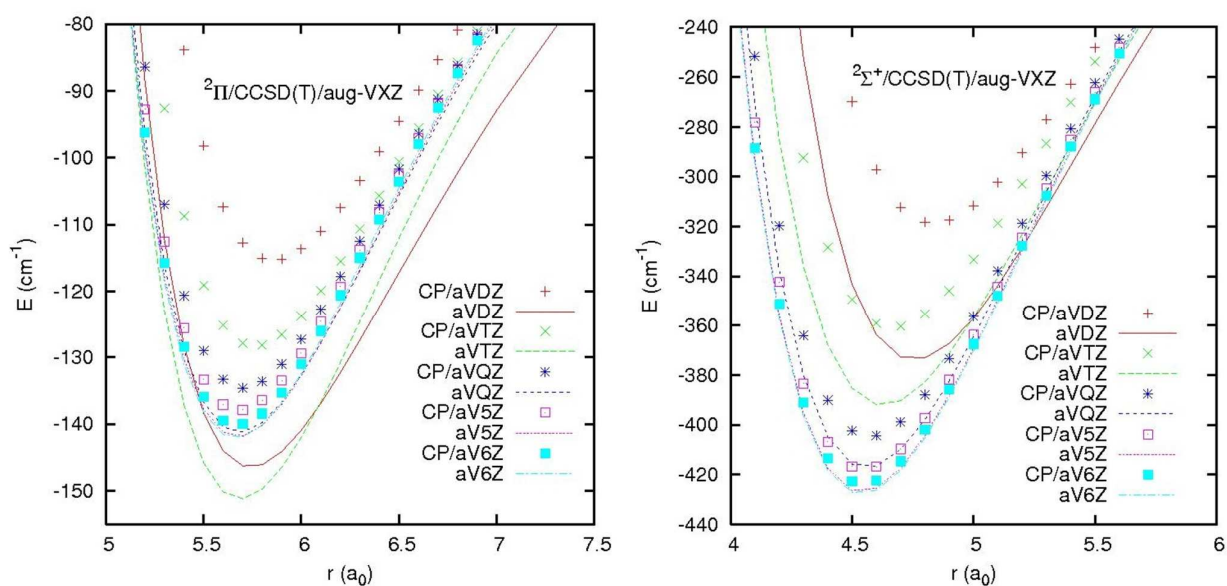 -80
-90
-100
-110
-120
-130
-140
-150
E (cm⁻¹)
²Π/CCSD(T)/aug-VXZ
CP/aVDZ
aVDZ
CP/aVTZ
aVTZ
CP/aVQZ
aVQZ
CP/aV5Z
aV5Z
CP/aV6Z
aV6Z
5 5.5 6 6.5 7 7.5
r (a₀)
-240
-260
-280
-300
-320
-340
-360
-380
-400
-420
-440
E (cm⁻¹)
²Σ⁺/CCSD(T)/aug-VXZ
CP/aVDZ
aVDZ
CP/aVTZ
aVTZ
CP/aVQZ
aVQZ
CP/aV5Z
aV5Z
CP/aV6Z
aV6Z
4 4.5 5 5.5 6
r (a₀)